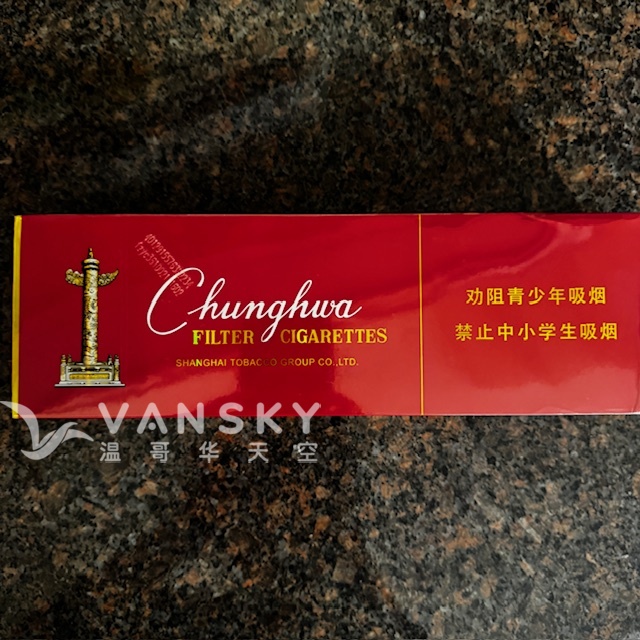 Chunghwa
FILTER CIGARETTES
SHANGHAI TOBACCO GROUP CO.,LTD.
劝阻青少年吸烟
禁止中小学生吸烟
VANSKY
温哥华天空